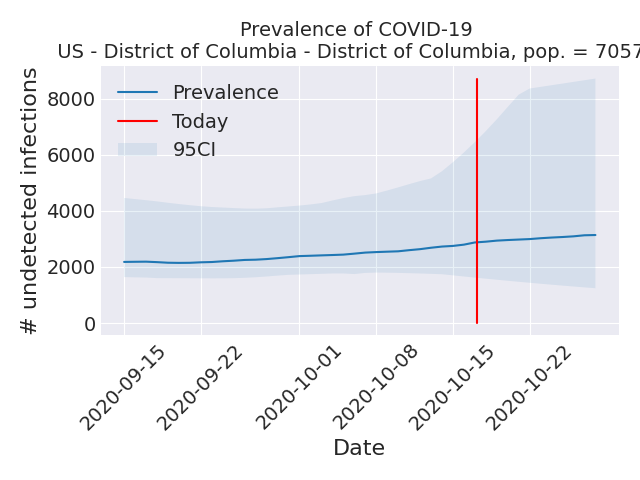 Prevalence of COVID-19
US - District of Columbia - District of Columbia, pop. = 7057
# undetected infections
8000
6000
4000
2000
0
Prevalence
Today
95CI
2020-09-15
2020-09-22
2020-10-01
2020-10-08
2020-10-15
2020-10-22
Date